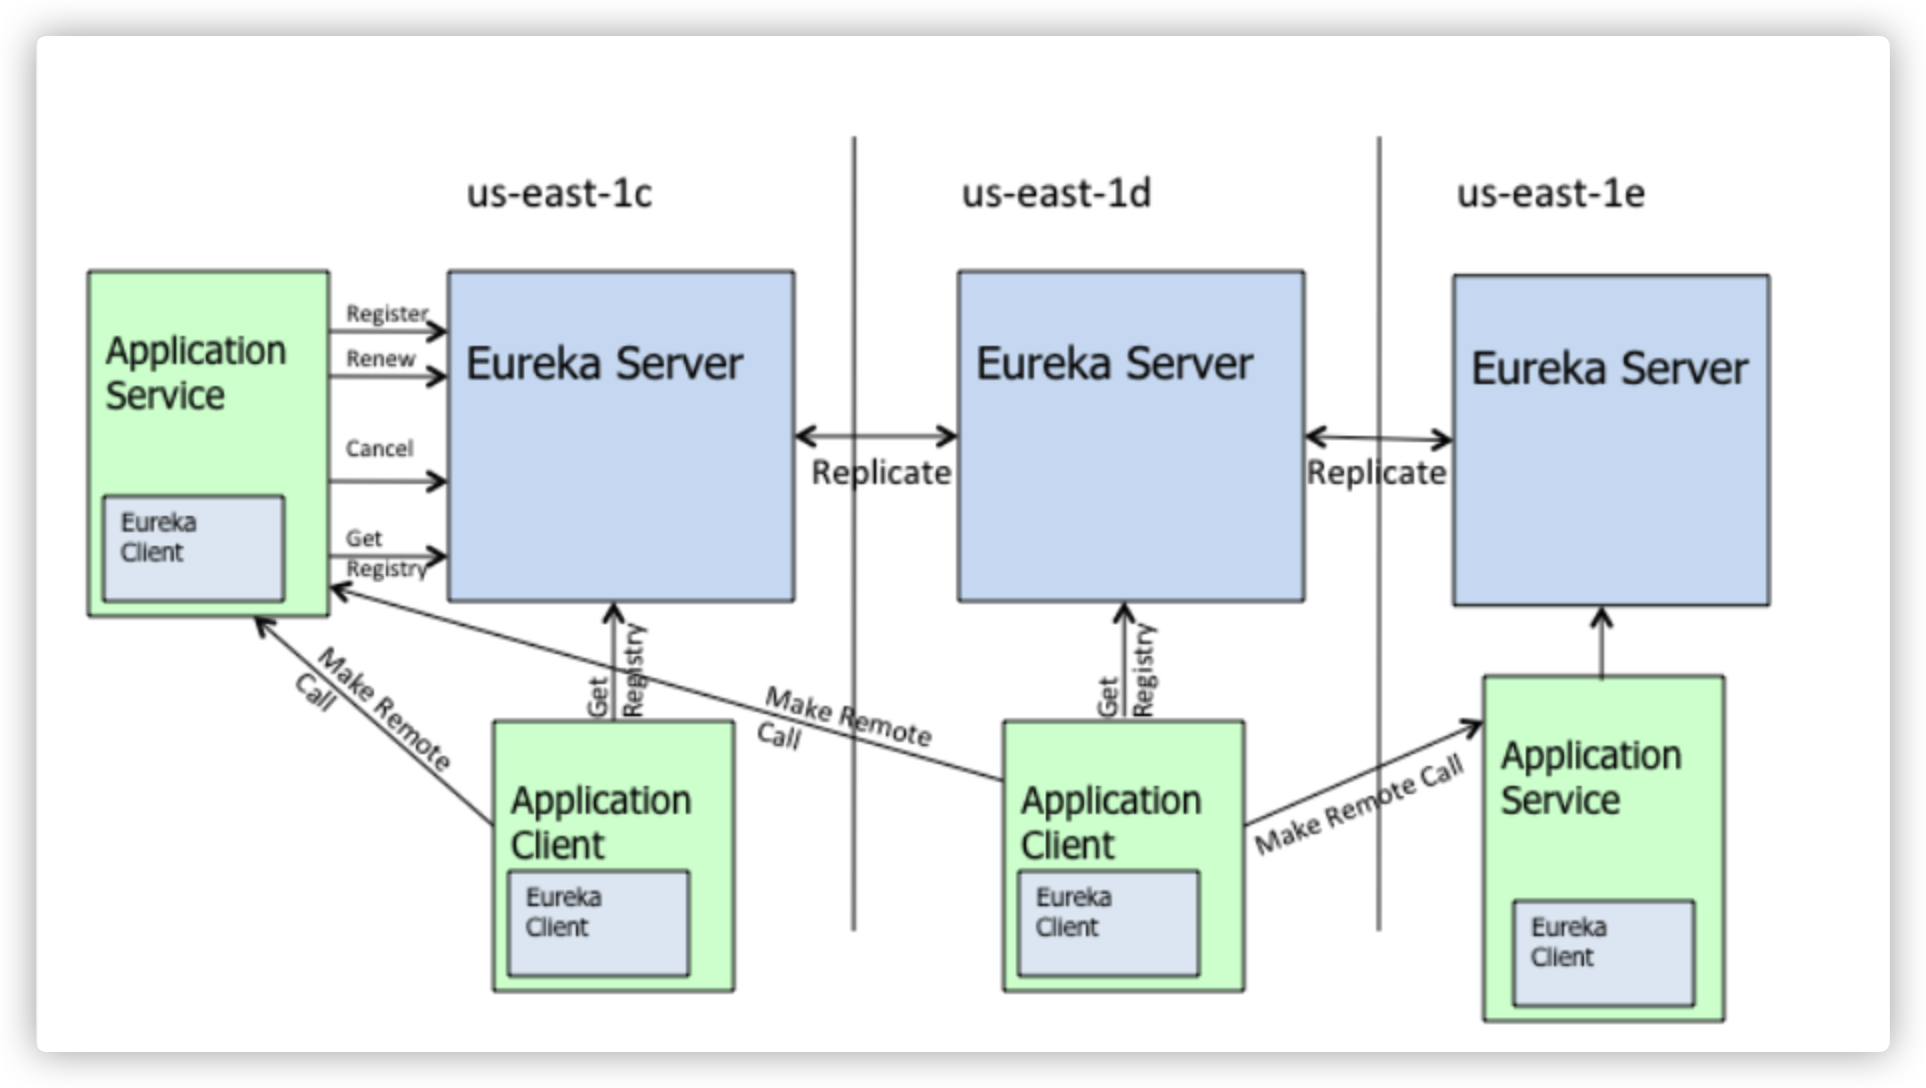 us-east-1c
us-east-1d
us-east-1e
Application
Service
Eureka
Client
Register
Renew
Cancel
Get
Registry
Eureka Server
Replicate
Eureka Server
Replicate
Eureka Server
Make Remote
Call
Get
Registry
Make Remote
Call
Get
Registry
Make Remote Call
Application
Client
Eureka
Client
Application
Client
Eureka
Client
Application
Service
Eureka
Client